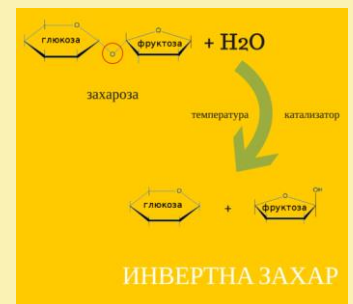 глюкоза о фруктоза + H2O
захароза
температура катализатор
глюкоза + фруктоза OH
ИНВЕРТНА ЗАХАР